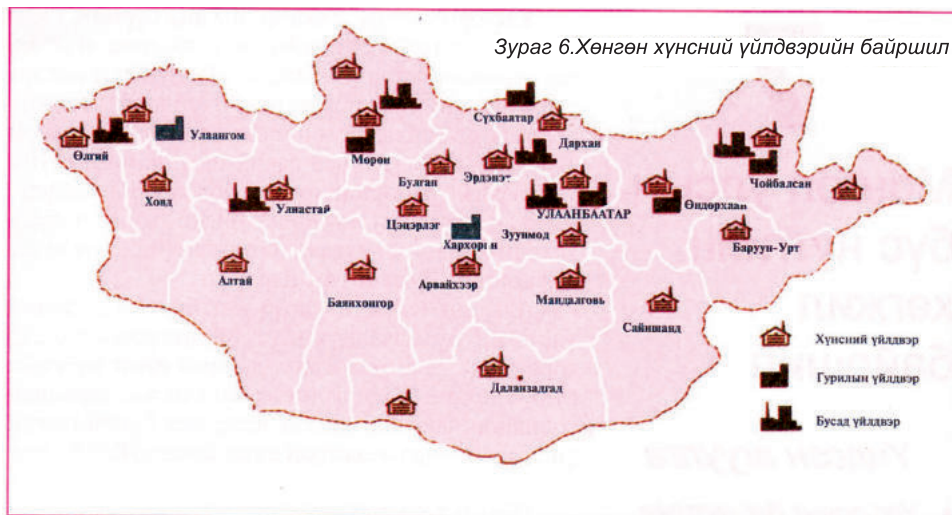 Зураг 6.Хөнгөн хүнсний үйлдвэрийн байршил
Сүхбаатар
Дархан
Улаангом
Өлгий
Мөрөн
Булган
Эрдэнэт
Чойбалсан
Ховд
Улиастай
Цэцэрлэг
УЛААНБААТАР
Өндөрхаан
Хархорин
Зуунмод
Баруун-Урт
Алтай
Баянхонгор
Арвайхээр
Мандалговь
Сайншанд
Даланзадгад
Хүнсний үйлдвэр
Гурилын үйлдвэр
Бусад үйлдвэр